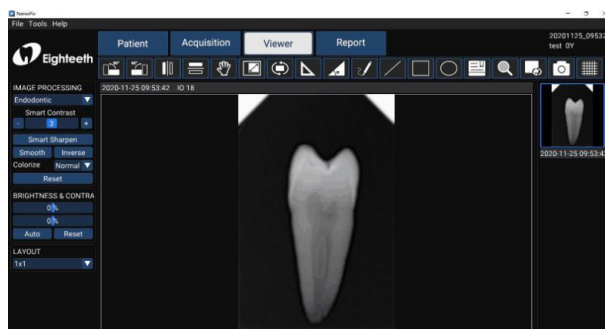 NanoPix
File Tools Help
Eighteeth
Patient Acquisition Viewer Report
20201125_09532
test 0Y
IMAGE PROCESSING
Endodontic
Smart Contrast
- 3 +
Smart Sharpen
Smooth Inverse
Colorize Normal
Reset
BRIGHTNESS & CONTRA
0%
0%
Auto Reset
LAYOUT
1x1
2020-11-25 09:53:42 IO 18
2020-11-25 09:53:42